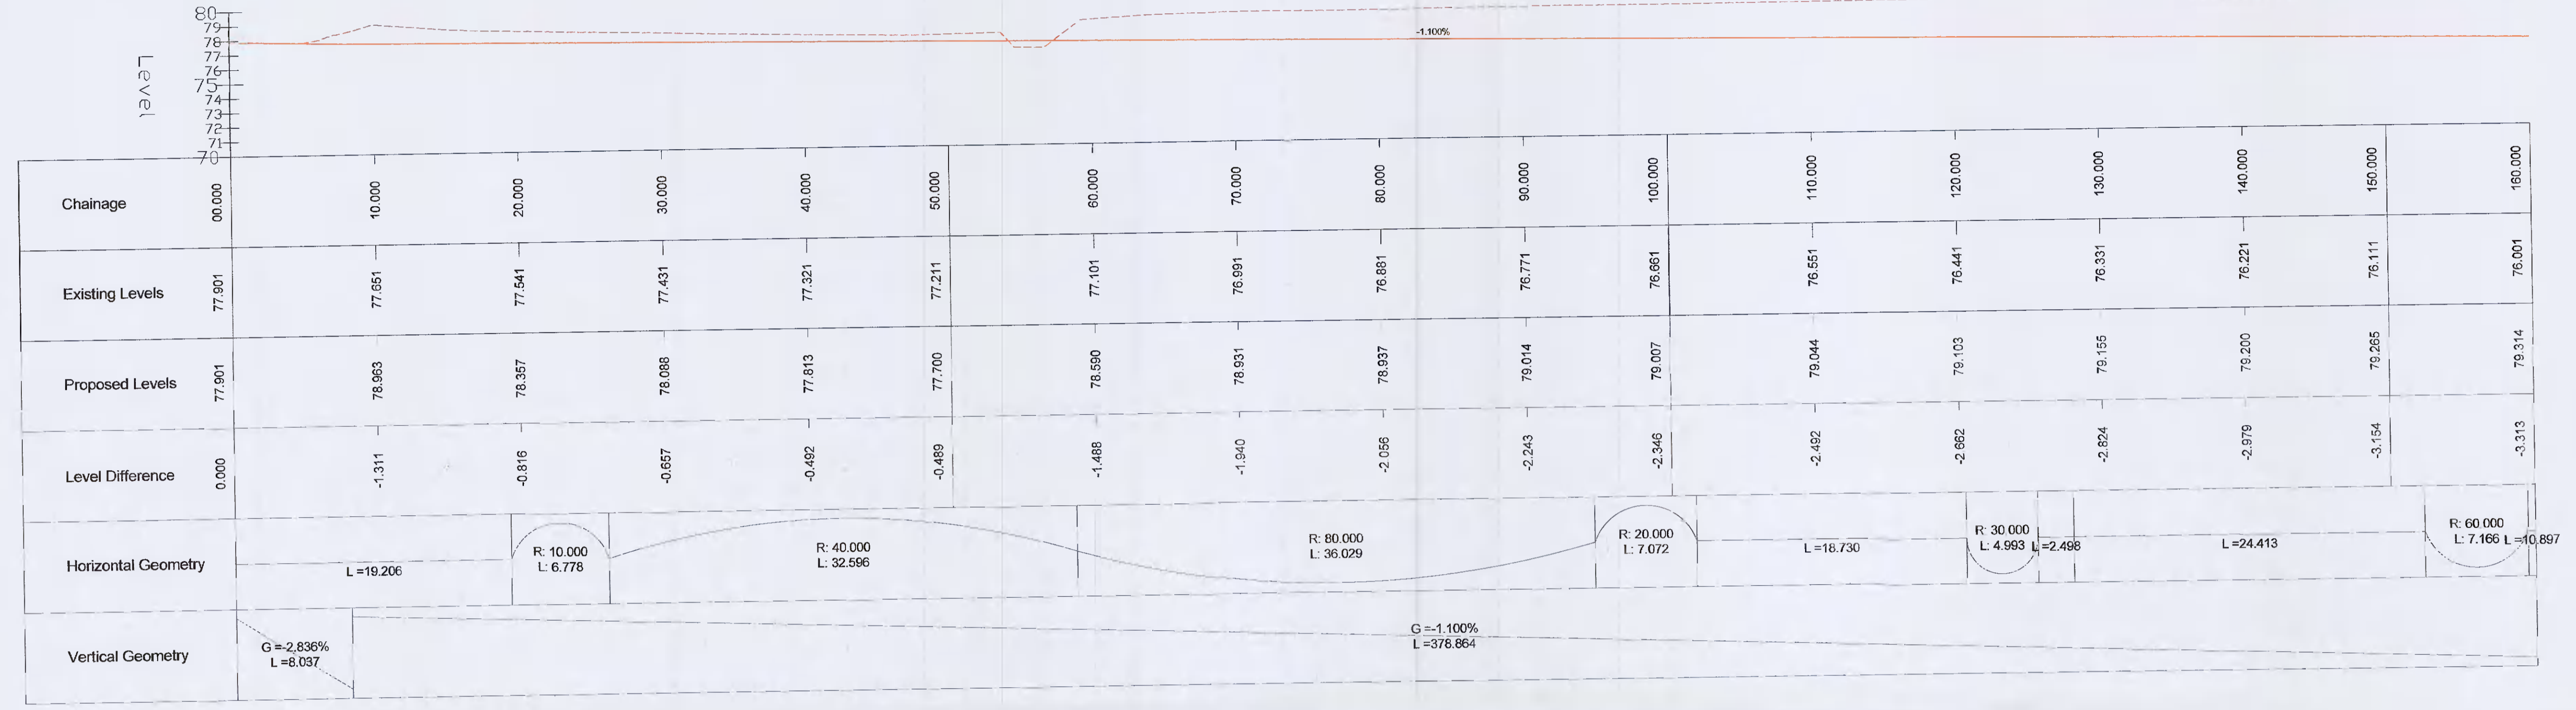 80
79
78
77
76
75
74
73
72
71
70
Level
-1.100%
Chainage 00.000 10.000 20.000 30.000 40.000 50.000 60.000 70.000 80.000 90.000 100.000 110.000 120.000 130.000 140.000 150.000 160.000
Existing Levels 77.901 77.651 77.541 77.431 77.321 77.211 77.101 76.991 76.881 76.771 76.661 76.551 76.441 76.331 76.221 76.111 76.001
Proposed Levels 77.901 78.963 78.357 78.088 77.813 77.700 78.590 78.931 78.937 79.014 79.007 79.044 79.103 79.155 79.200 79.265 79.314
Level Difference 0.000 -1.311 -0.816 -0.657 -0.492 -0.489 -1.488 -1.940 -2.056 -2.243 -2.346 -2.492 -2.662 -2.824 -2.979 -3.154 -3.313
Horizontal Geometry
L =19.206
R: 10.000
L: 6.778
R: 40.000
L: 32.596
R: 80.000
L: 36.029
R: 20.000
L: 7.072
L =18.730
R: 30.000
L: 4.993
L =2.498
L =24.413
R: 60.000
L: 7.166
L =10.897
Vertical Geometry
G =-2.836%
L =8.037
G =-1.100%
L =378.864